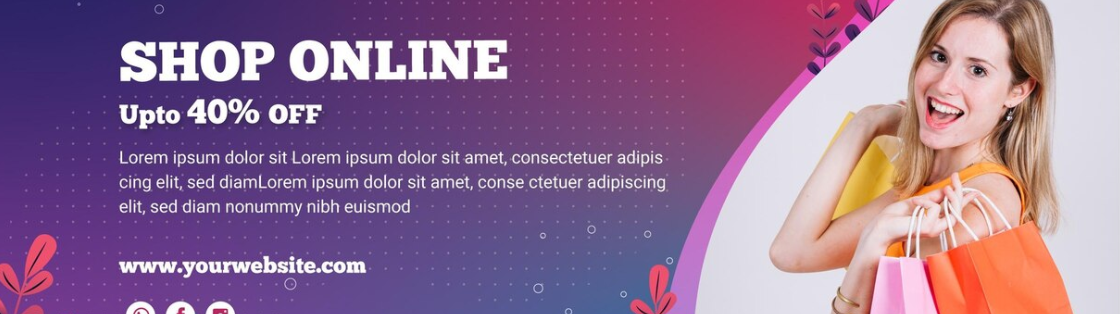 SHOP ONLINE
Upto 40% OFF
Lorem ipsum dolor sit Lorem ipsum dolor sit amet, consectetuer adipis
cing elit, sed diamLorem ipsum dolor sit amet, conse ctetuer adipiscing
elit, sed diam nonummy nibh euismod
www.yourwebsite.com